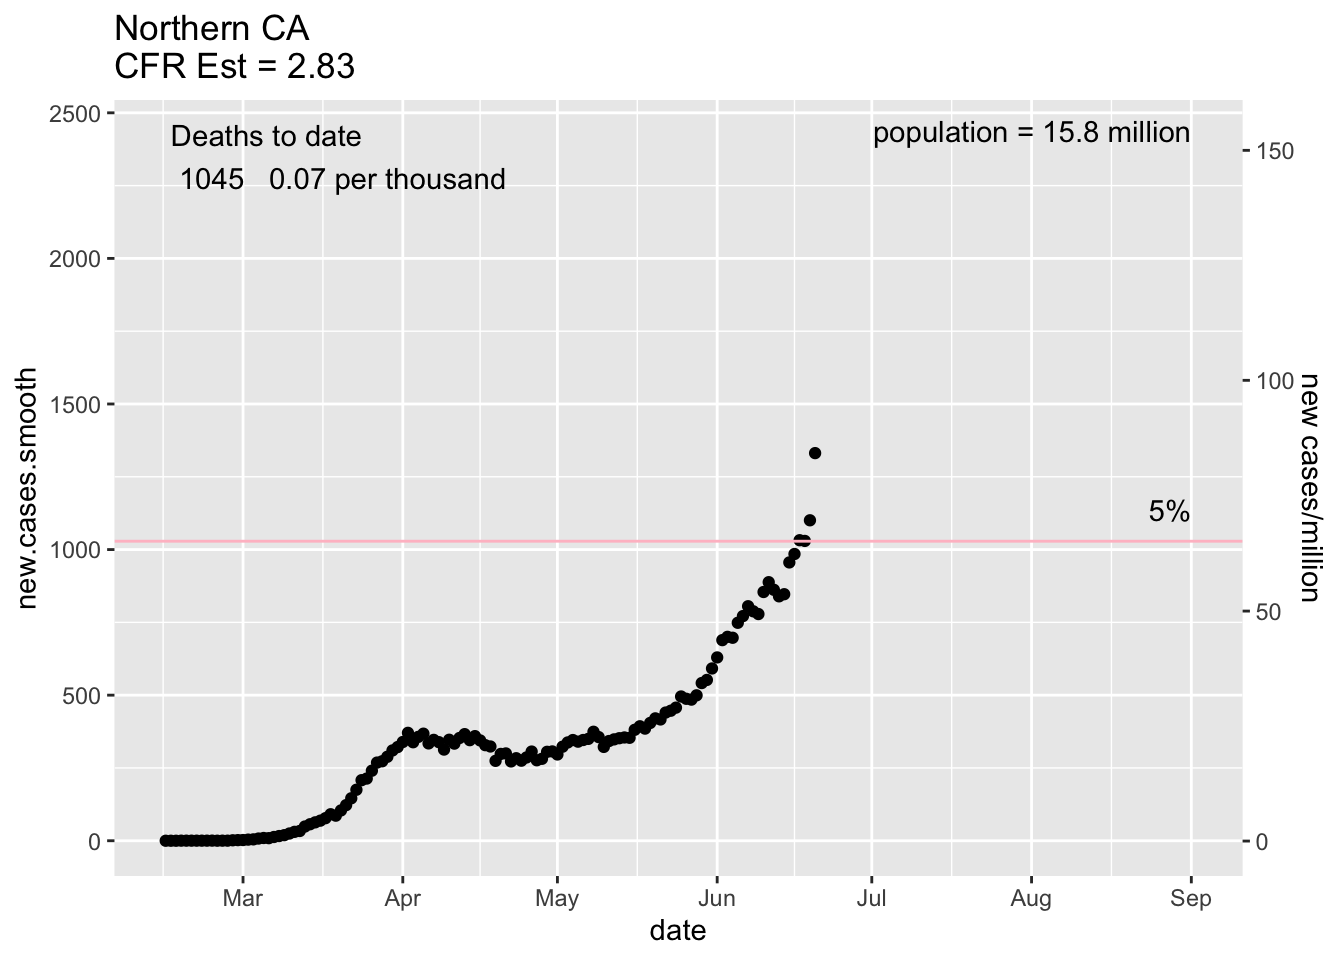 Northern CA
CFR Est = 2.83
Deaths to date
1045 0.07 per thousand
population = 15.8 million
5%
2500
2000
1500
1000
500
0
new.cases.smooth
150
100
50
0
new cases/million
Mar Apr May Jun Jul Aug Sep
date